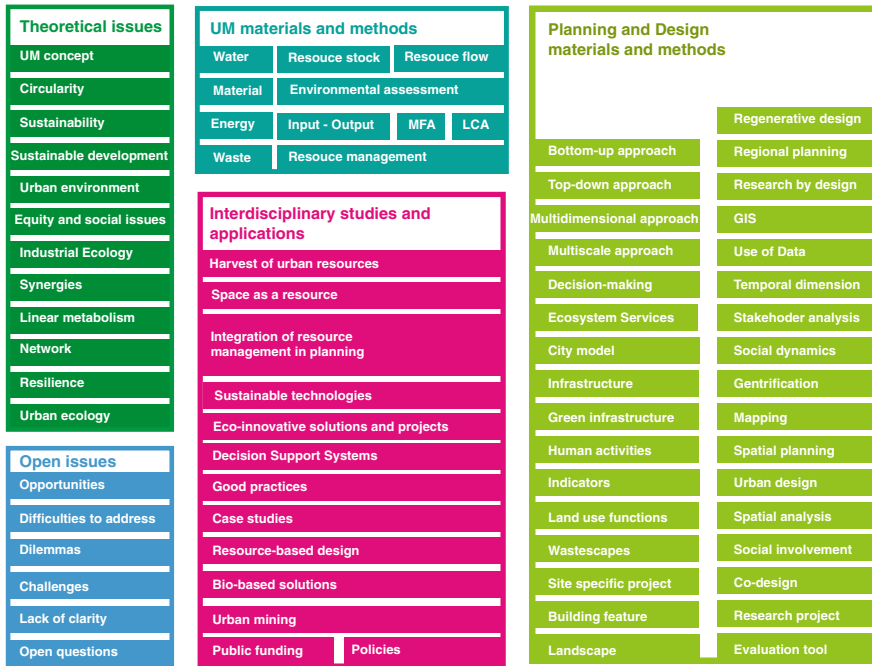 Theoretical issues
UM concept
Circularity
Sustainability
Sustainable development
Urban environment
Equity and social issues
Industrial Ecology
Synergies
Linear metabolism
Network
Resilience
Urban ecology
Open issues
Opportunities
Difficulties to address
Dilemmas
Challenges
Lack of clarity
Open questions
UM materials and methods
Water
Resouce stock
Resouce flow
Material
Environmental assessment
Energy
Input - Output
MFA
LCA
Waste
Resouce management
Interdisciplinary studies and
applications
Harvest of urban resources
Space as a resource
Integration of resource
management in planning
Sustainable technologies
Eco-innovative solutions and projects
Decision Support Systems
Good practices
Case studies
Resource-based design
Bio-based solutions
Urban mining
Public funding
Policies
Planning and Design
materials and methods
Bottom-up approach
Top-down approach
Multidimensional approach
Multiscale approach
Decision-making
Ecosystem Services
City model
Infrastructure
Green infrastructure
Human activities
Indicators
Land use functions
Wastescapes
Site specific project
Building feature
Landscape
Regenerative design
Regional planning
Research by design
GIS
Use of Data
Temporal dimension
Stakehoder analysis
Social dynamics
Gentrification
Mapping
Spatial planning
Urban design
Spatial analysis
Social involvement
Co-design
Research project
Evaluation tool